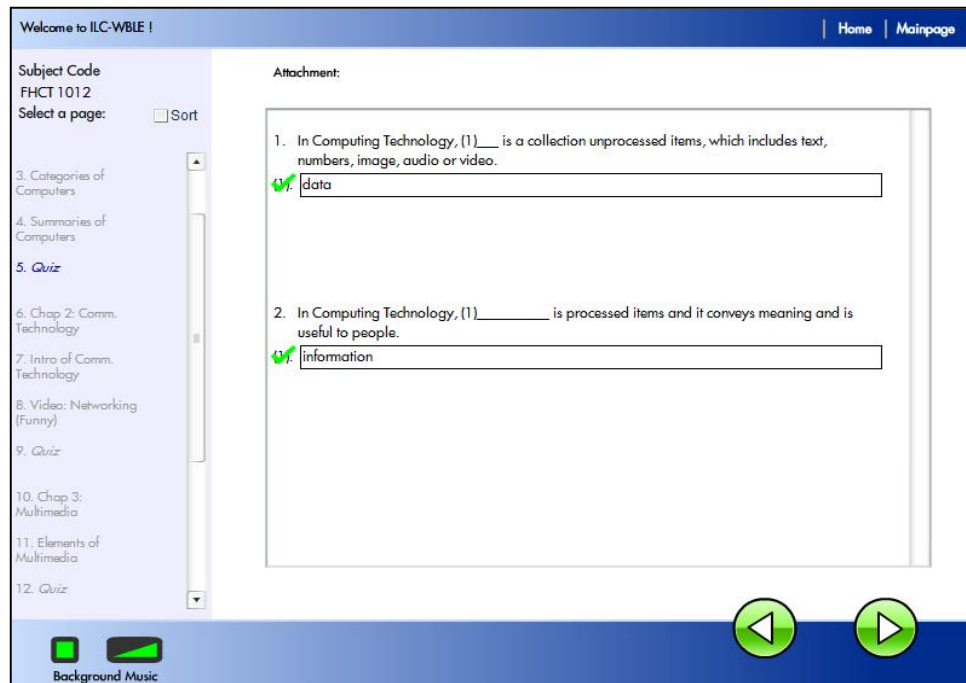 Welcome to ILC-WBLE !
Home
Mainpage
Subject Code
FHCT 1012
Select a page:
Sort
3. Categories of
Computers
4. Summaries of
Computers
5. Quiz
6. Chap 2: Comm.
Technology
7. Intro of Comm.
Technology
8. Video: Networking
(Funny)
9. Quiz
10. Chap 3:
Multimedia
11. Elements of
Multimedia
12. Quiz
Attachment:
1. In Computing Technology, (1)___ is a collection unprocessed items, which includes text,
numbers, image, audio or video.
(1). data
2. In Computing Technology, (1)__________ is processed items and it conveys meaning and is
useful to people.
(1). information
Background Music